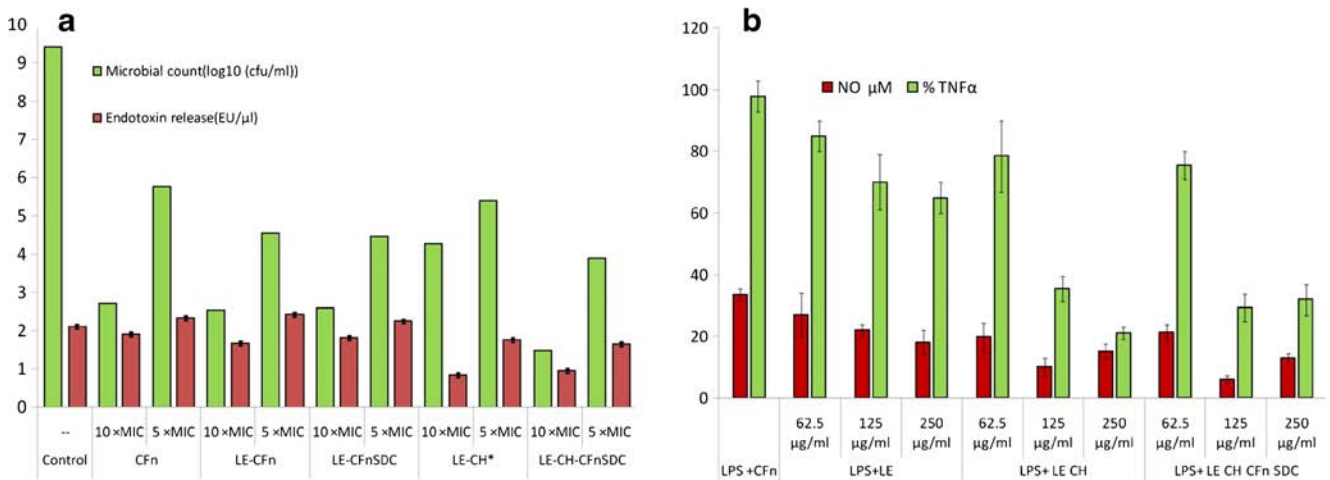 a
10
9
8
7
6
5
4
3
2
1
0
Microbial count(log10 (cfu/ml))
Endotoxin release(EU/µl)
-- 10 ×MIC 5 ×MIC 10 ×MIC 5 ×MIC 10 ×MIC 5 ×MIC 10 ×MIC 5 ×MIC 10 ×MIC 5 ×MIC
Control CFn LE-CFn LE-CFnSDC LE-CH* LE-CH-CFnSDC
b
120
100
80
60
40
20
0
NO µM % TNFα
62.5 125 250 62.5 125 250 62.5 125 250
µg/ml µg/ml µg/ml µg/ml µg/ml µg/ml µg/ml µg/ml µg/ml
LPS +CFn LPS+LE LPS+ LE CH LPS+ LE CH CFn SDC